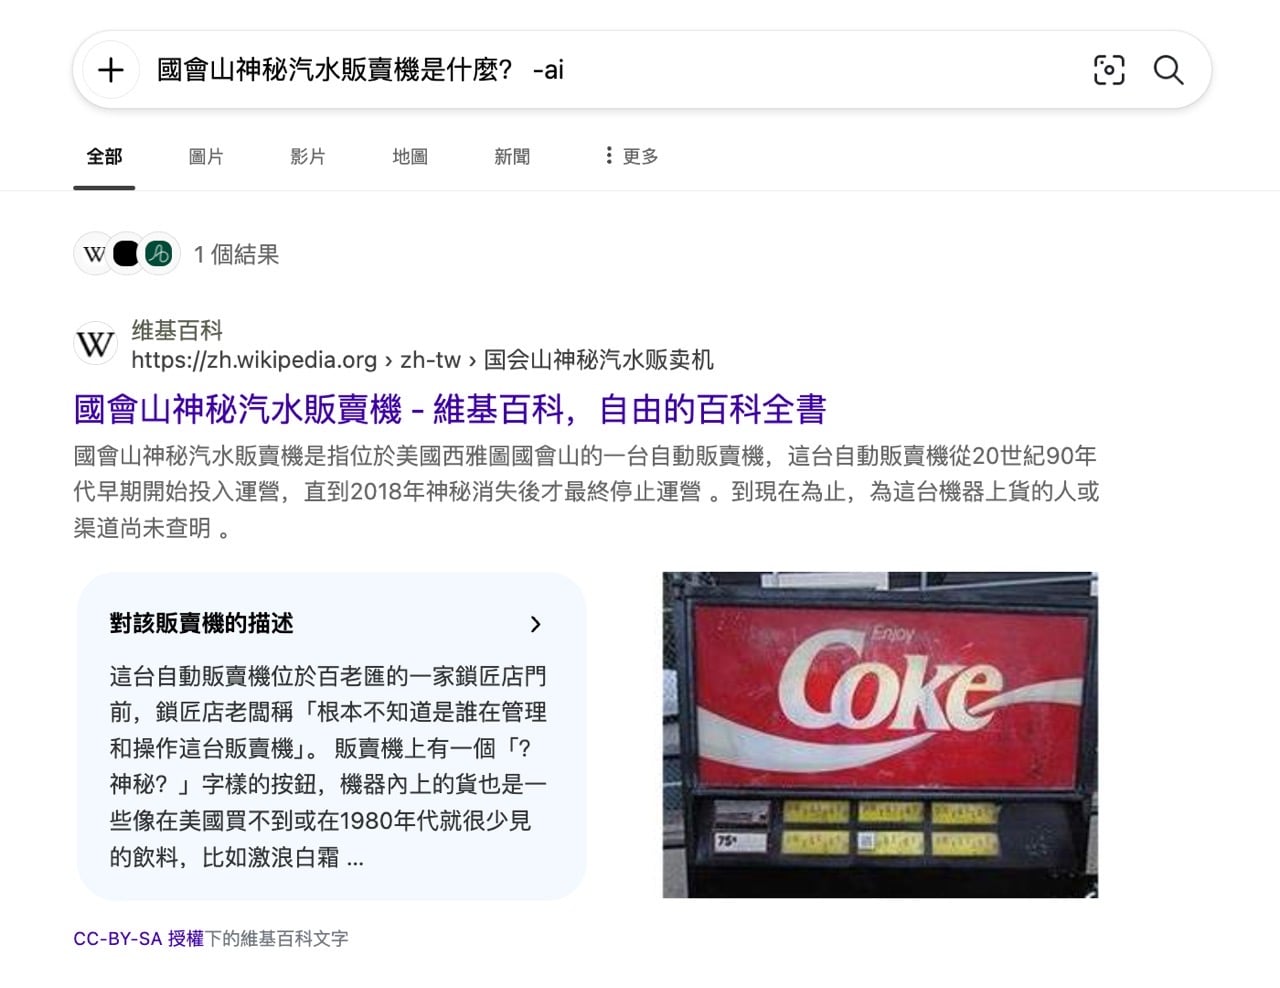 國會山神秘汽水販賣機是什麼? -ai
全部
圖片
影片
地圖
新聞
更多
W
1 個結果
W
維基百科
https://zh.wikipedia.org › zh-tw › 国会山神秘汽水贩卖机
國會山神秘汽水販賣機 - 維基百科，自由的百科全書
國會山神秘汽水販賣機是指位於美國西雅圖國會山的一台自動販賣機，這台自動販賣機從20世紀90年
代早期開始投入運營，直到2018年神秘消失後才最終停止運營 。到現在為止，為這台機器上貨的人或
渠道尚未查明 。
對該販賣機的描述
這台自動販賣機位於百老匯的一家鎖匠店門
前，鎖匠店老闆稱「根本不知道是誰在管理
和操作這台販賣機」。 販賣機上有一個「?
神秘? 」字樣的按鈕，機器內上的貨也是一
些像在美國買不到或在1980年代就很少見
的飲料，比如激浪白霜 ...
Enjoy
Coke
75¢
CC-BY-SA 授權下的維基百科文字